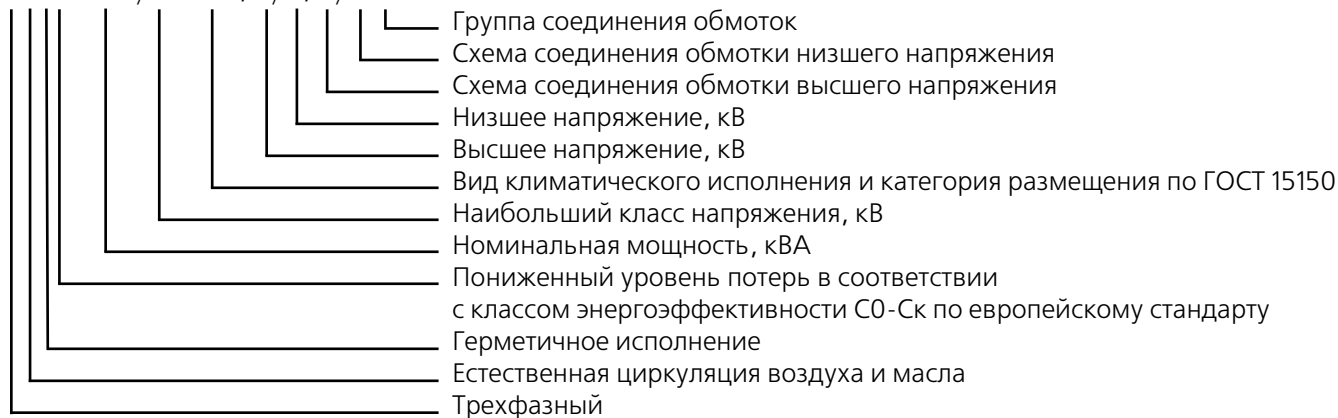 Группа соединения обмоток
Схема соединения обмотки низшего напряжения
Схема соединения обмотки высшего напряжения
Низшее напряжение, кВ
Высшее напряжение, кВ
Вид климатического исполнения и категория размещения по ГОСТ 15150
Наибольший класс напряжения, кВ
Номинальная мощность, кВА
Пониженный уровень потерь в соответствии
с классом энергоэффективности С0-Ск по европейскому стандарту
Герметичное исполнение
Естественная циркуляция воздуха и масла
Трехфазный